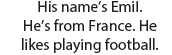 His name's Emil.
He's from France. He
likes playing football.